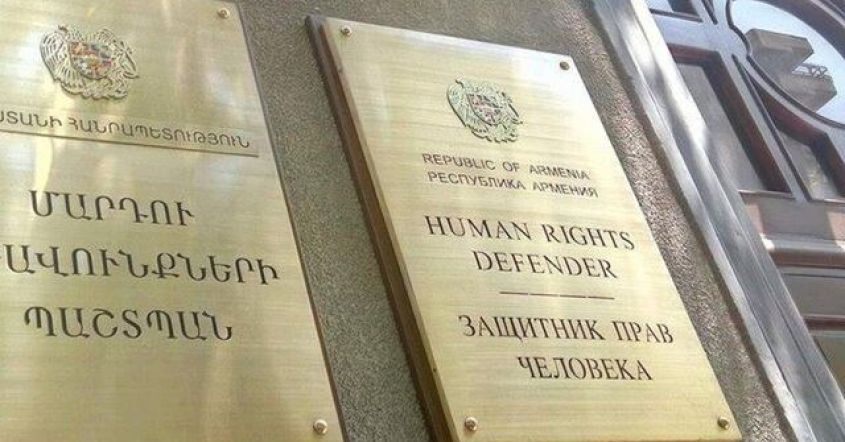 ՍՏԱՆԻ ՀԱՆՐԱՊԵՏՈՒԹՅՈՒՆ
ՄԱՐԴՈՒ
ԱՎՈՒՆՔՆԵՐԻ
ՊԱՇՏՊԱՆ
REPUBLIC OF ARMENIA
РЕСПУБЛИКА АРМЕНИЯ
HUMAN RIGHTS
DEFENDER
ЗАЩИТНИК ПРАВ
ЧЕЛОВЕКА